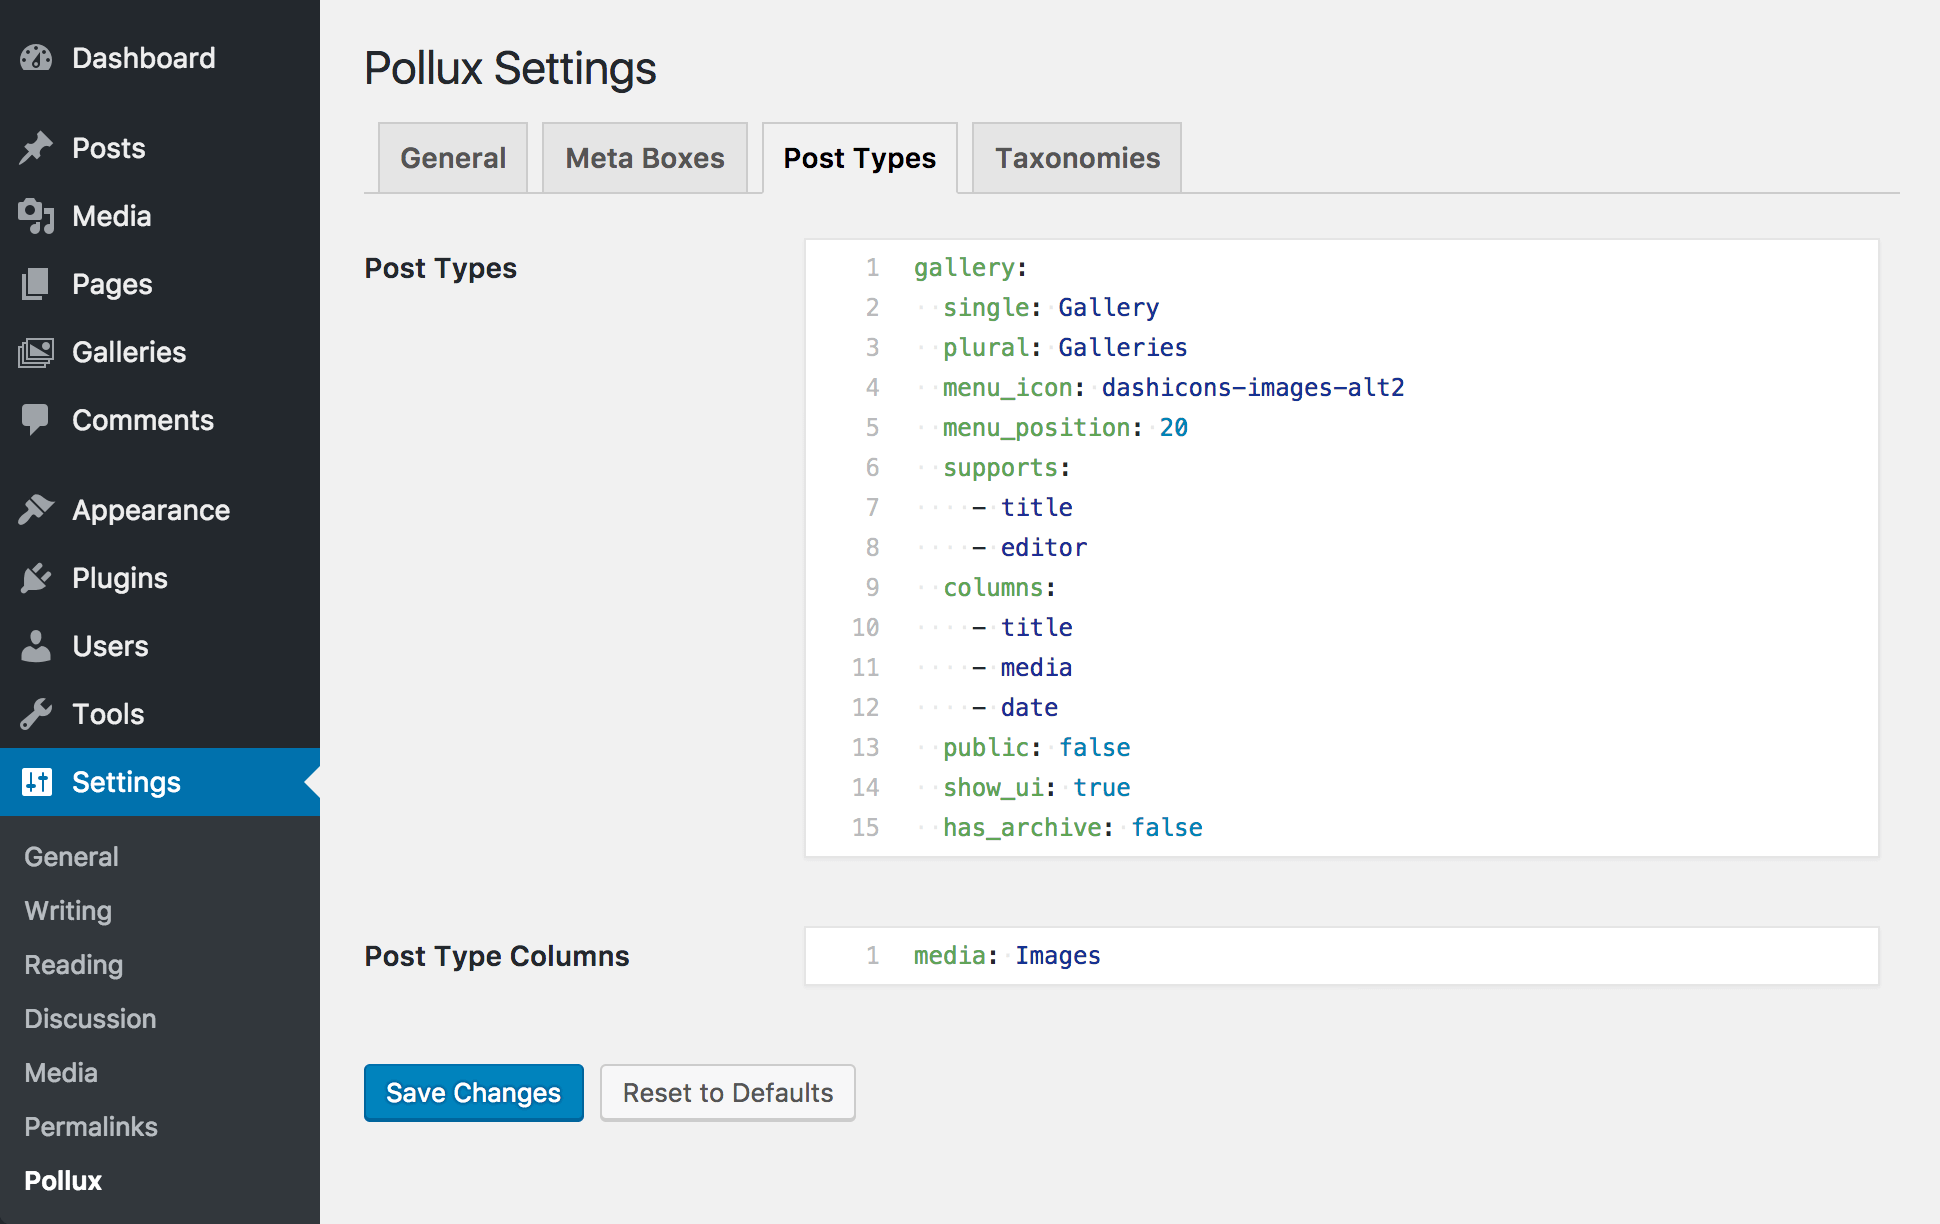 Dashboard
Posts
Media
Pages
Galleries
Comments
Appearance
Plugins
Users
Tools
Settings
General
Writing
Reading
Discussion
Media
Permalinks
Pollux
Pollux Settings
General
Meta Boxes
Post Types
Taxonomies
Post Types
1 gallery:
2 single: Gallery
3 plural: Galleries
4 menu_icon: dashicons-images-alt2
5 menu_position: 20
6 supports:
7 - title
8 - editor
9 columns:
10 - title
11 - media
12 - date
13 public: false
14 show_ui: true
15 has_archive: false
Post Type Columns
1 media: Images
Save Changes
Reset to Defaults